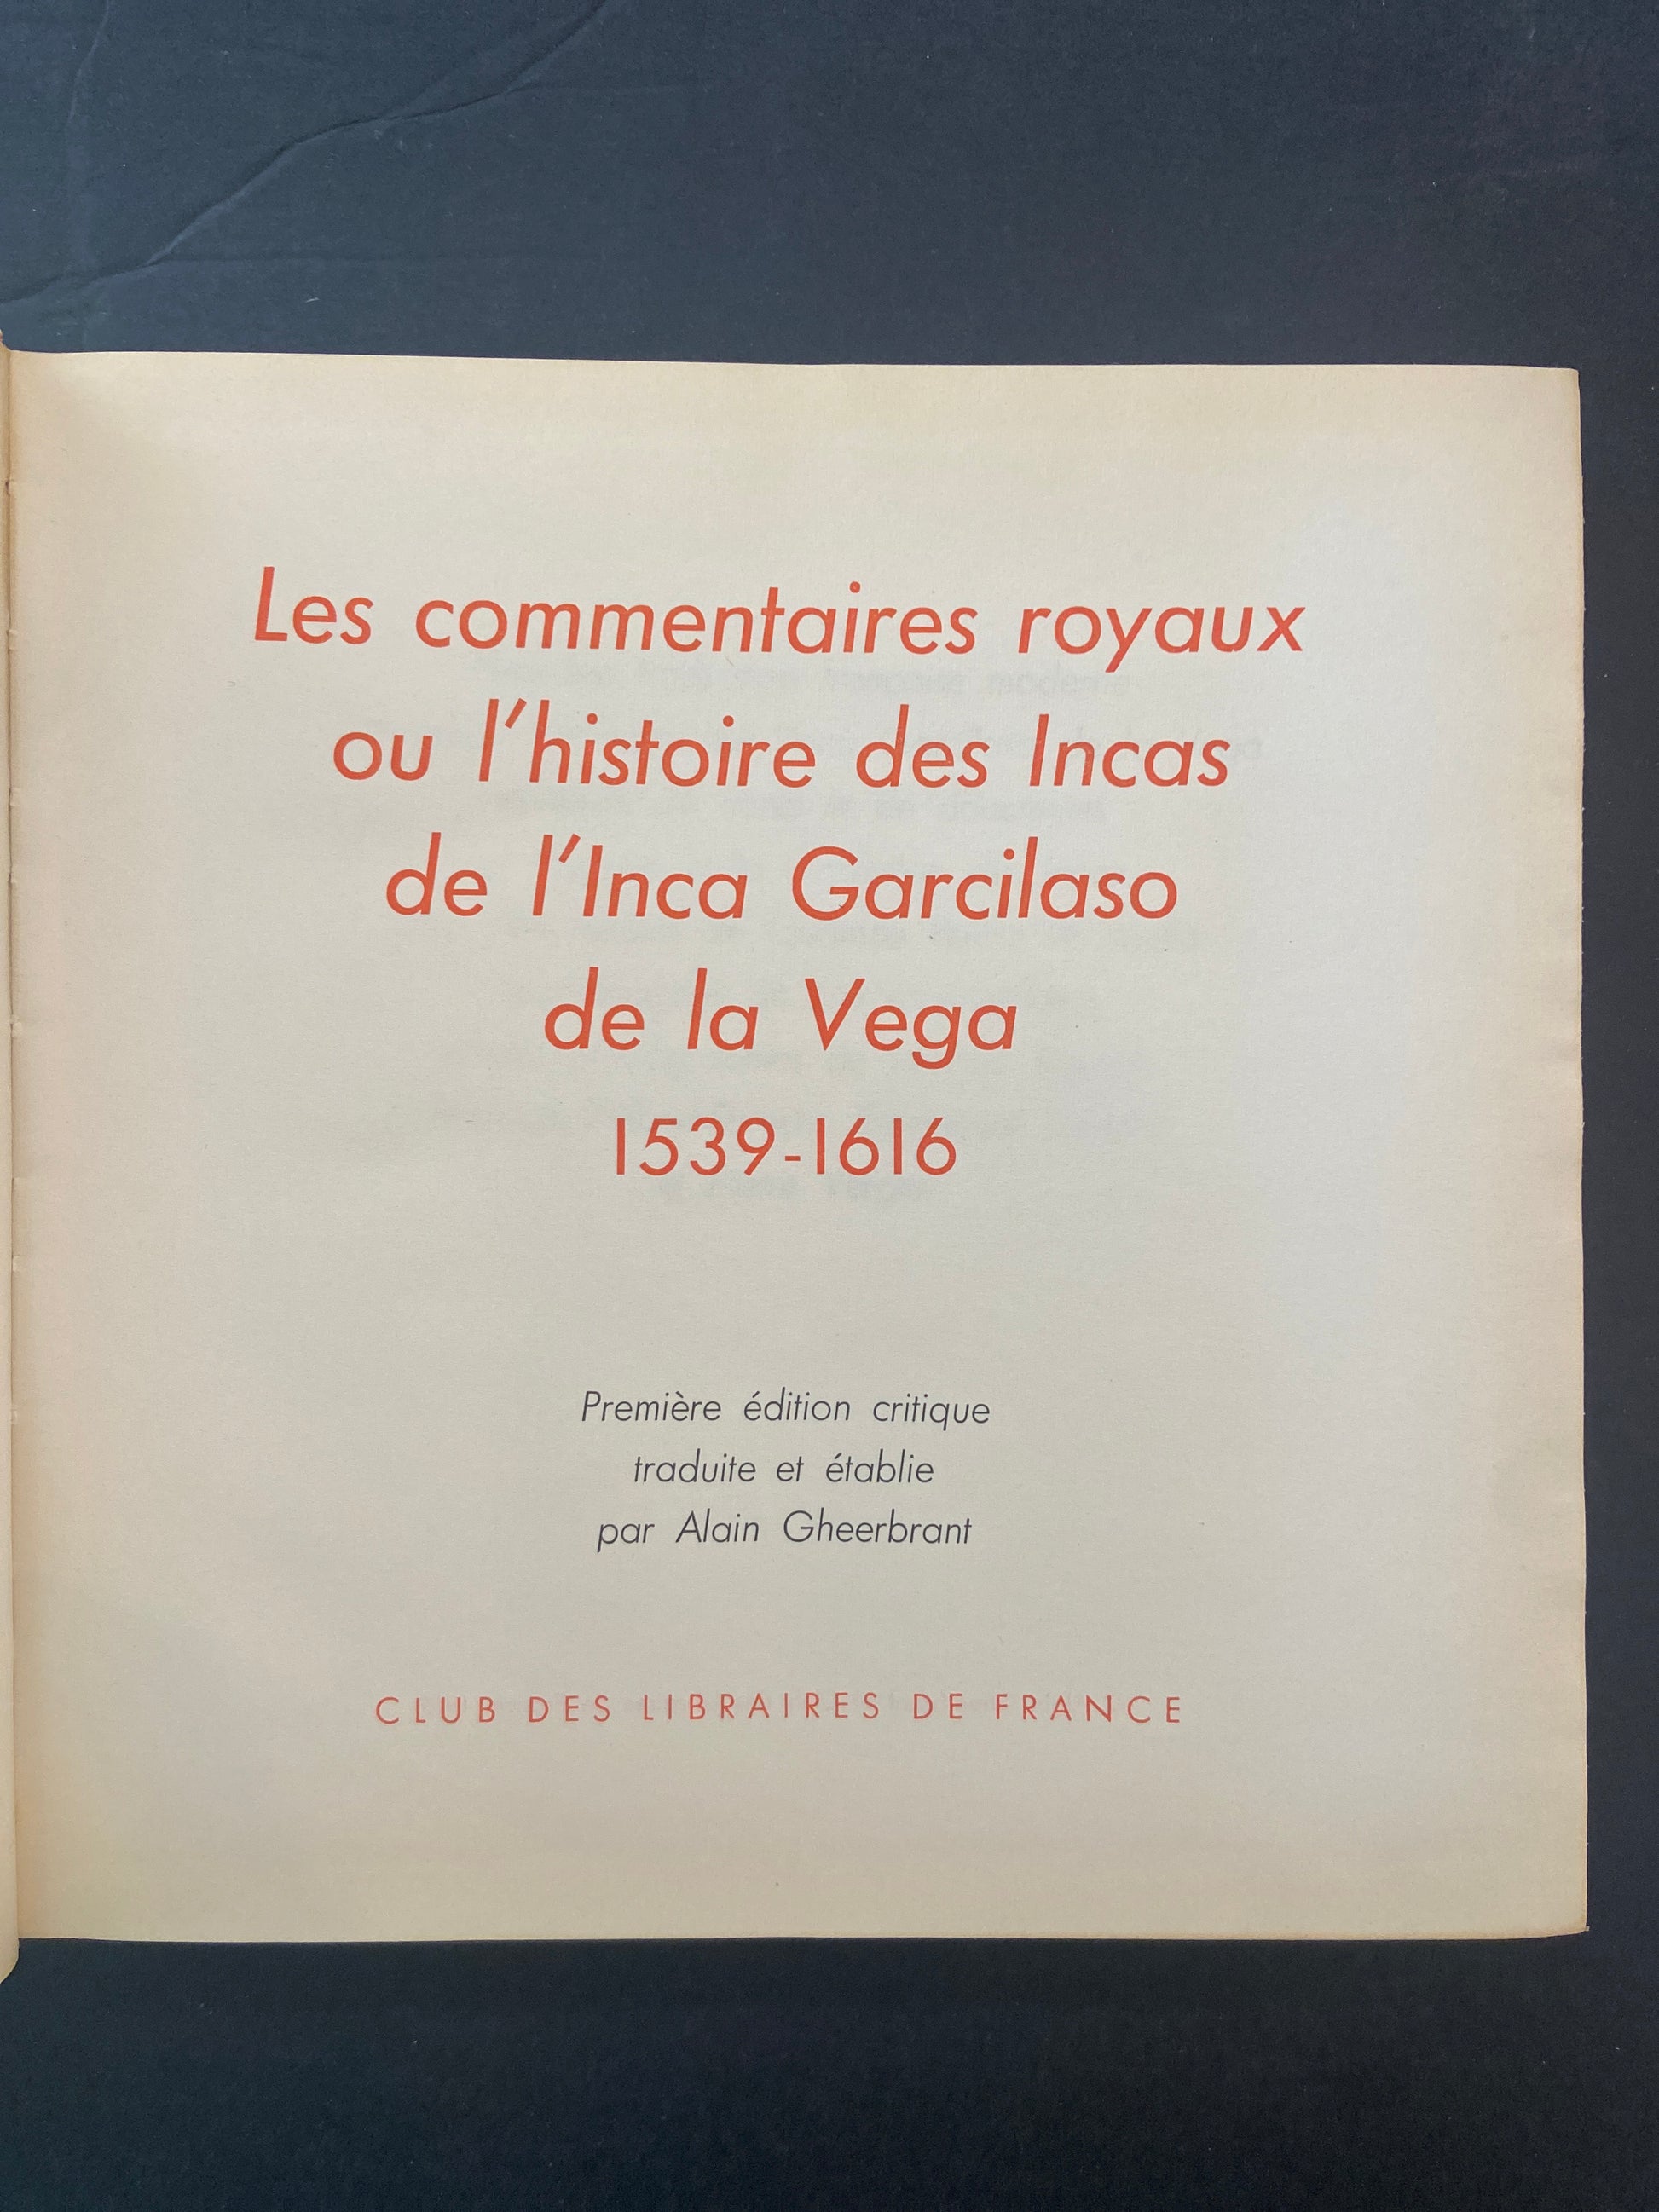 Les commentaires royaux
ou l'histoire des Incas
de l'Inca Garcilaso
de la Vega
1539-1616
Première édition critique
traduite et établie
par Alain Gheerbrant
CLUB DES LIBRAIRES DE FRANCE